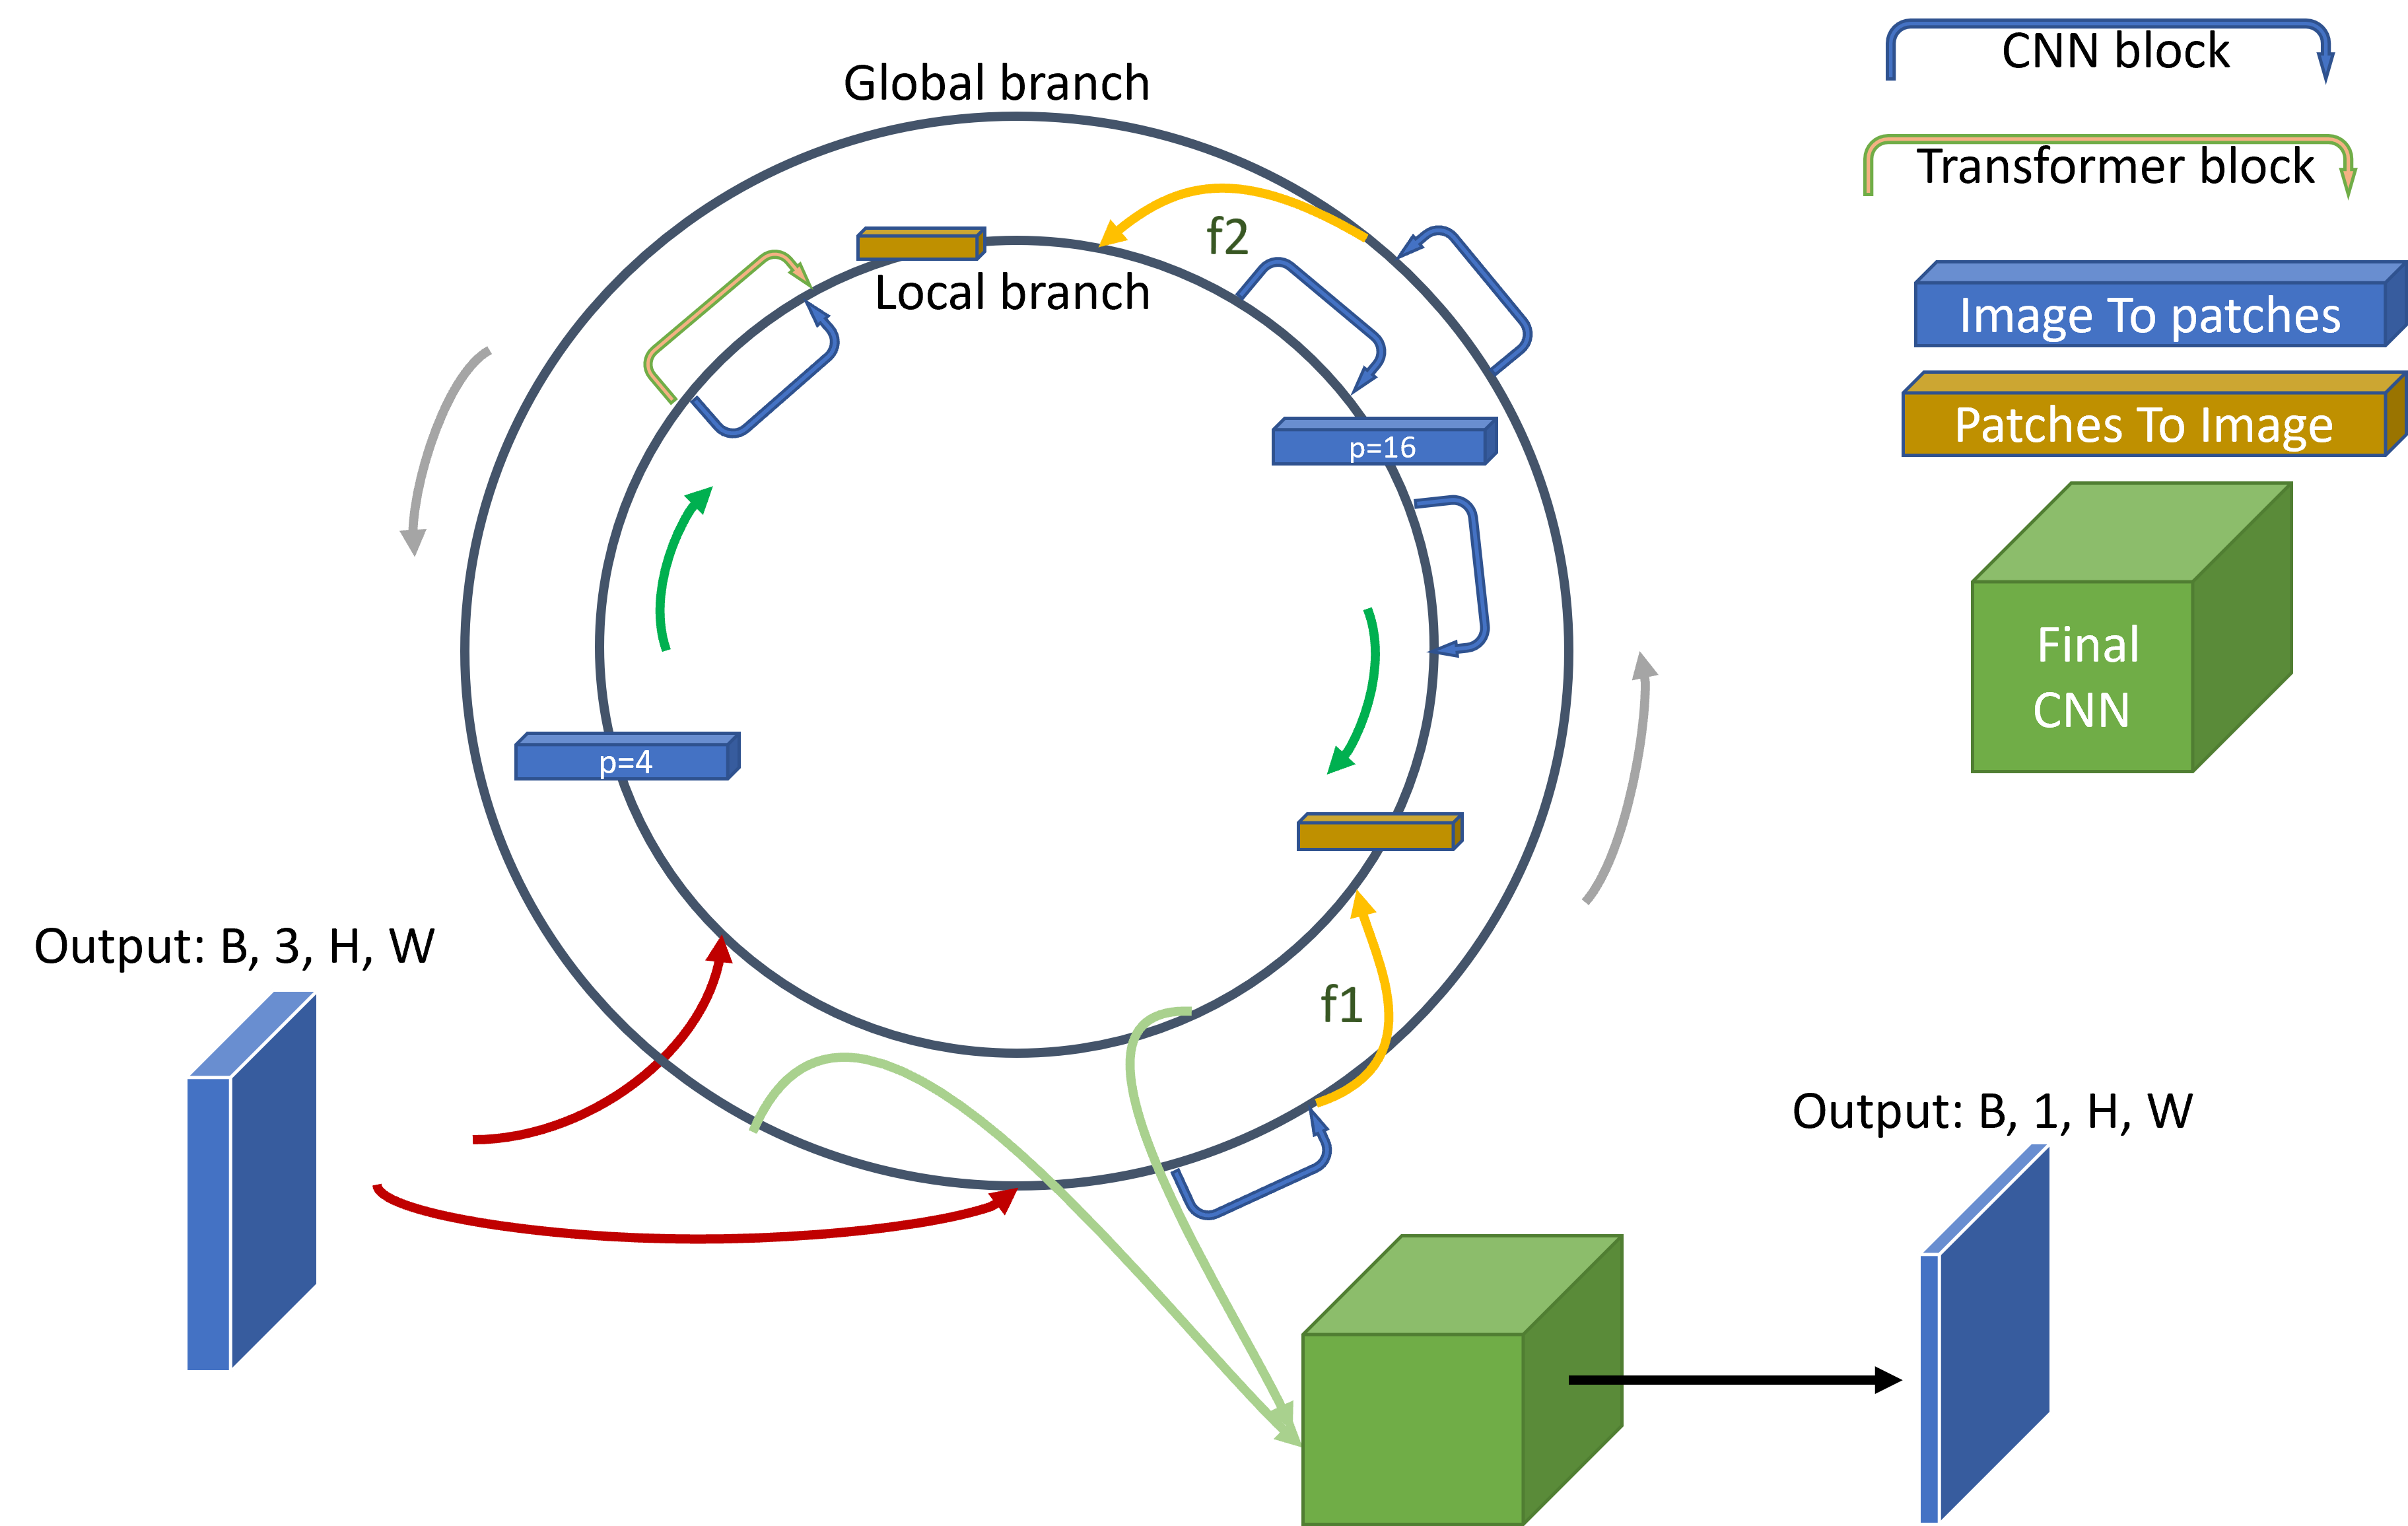 CNN block
Global branch
Transformer block
f2
Local branch
Image To patches
Patches To Image
p=16
Final
CNN
p=4
Output: B, 3, H, W
f1
Output: B, 1, H, W